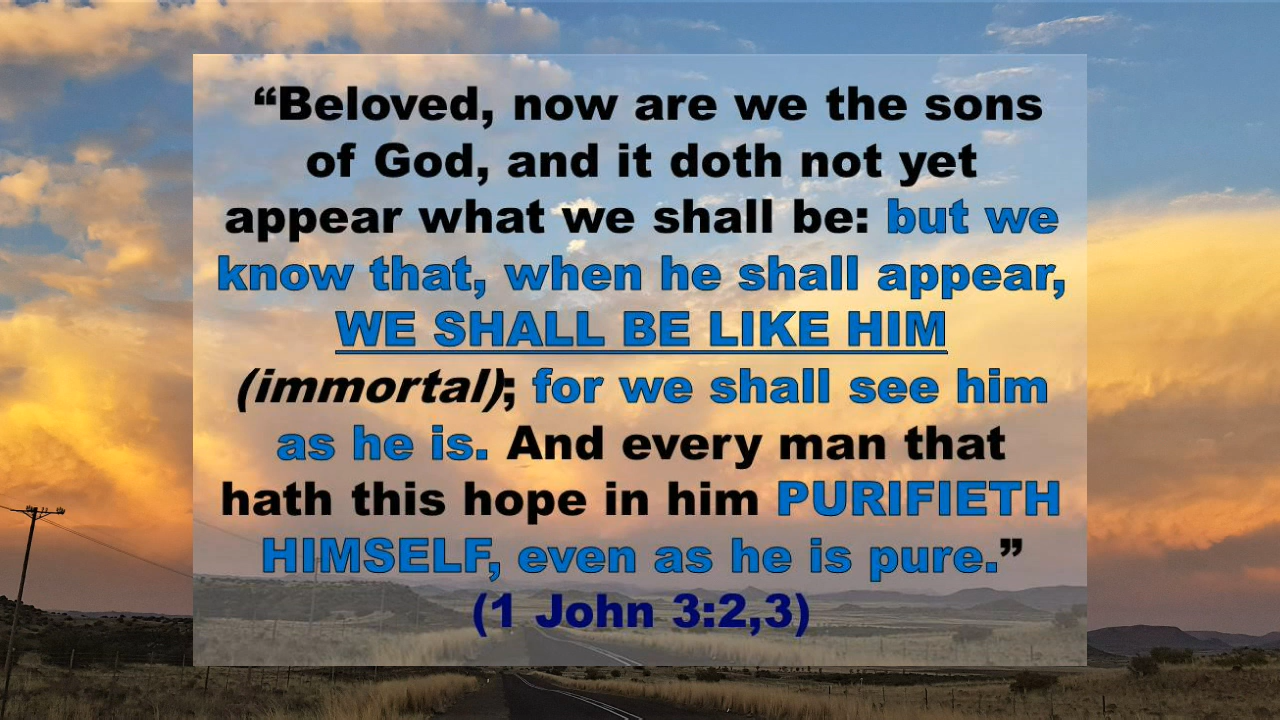 “Beloved, now are we the sons
of God, and it doth not yet
appear what we shall be: but we
know that, when he shall appear,
WE SHALL BE LIKE HIM
(immortal); for we shall see him
as he is. And every man that
hath this hope in him PURIFIETH
HIMSELF, even as he is pure.”
(1 John 3:2,3)